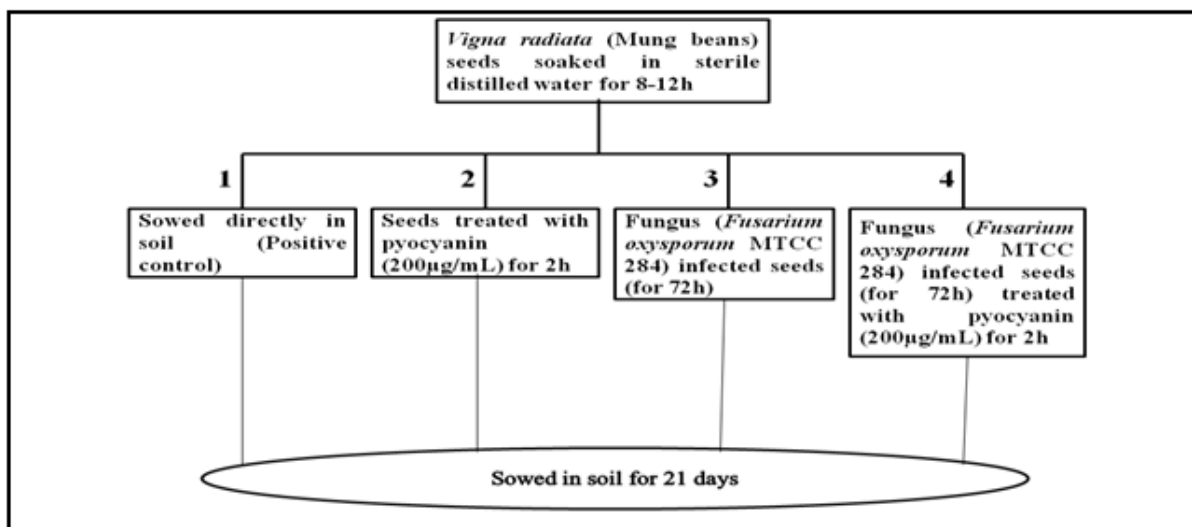 Vigna radiata (Mung beans)
seeds soaked in sterile
distilled water for 8-12h
1
2
3
4
Sowed directly in
soil (Positive
control)
Seeds treated with
pyocyanin
(200µg/mL) for 2h
Fungus (Fusarium
oxysporum MTCC
284) infected seeds
(for 72h)
Fungus (Fusarium
oxysporum MTCC
284) infected seeds
(for 72h) treated
with pyocyanin
(200µg/mL) for 2h
Sowed in soil for 21 days